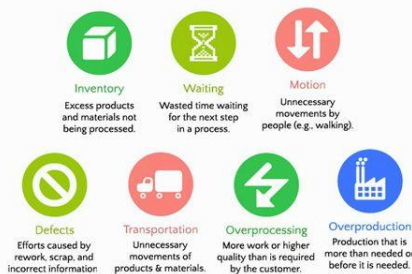 Inventory
Excess products
and materials not
being processed.
Waiting
Wasted time waiting
for the next step
in a process.
Motion
Unnecessary
movements by
people (e.g., walking).
Defects
Efforts caused by
rework, scrap, and
incorrect information
Transportation
Unnecessary
movements of
products & materials.
Overprocessing
More work or higher
quality than is required
by the customer.
Overproduction
Production that is
more than needed o
before it is needed.